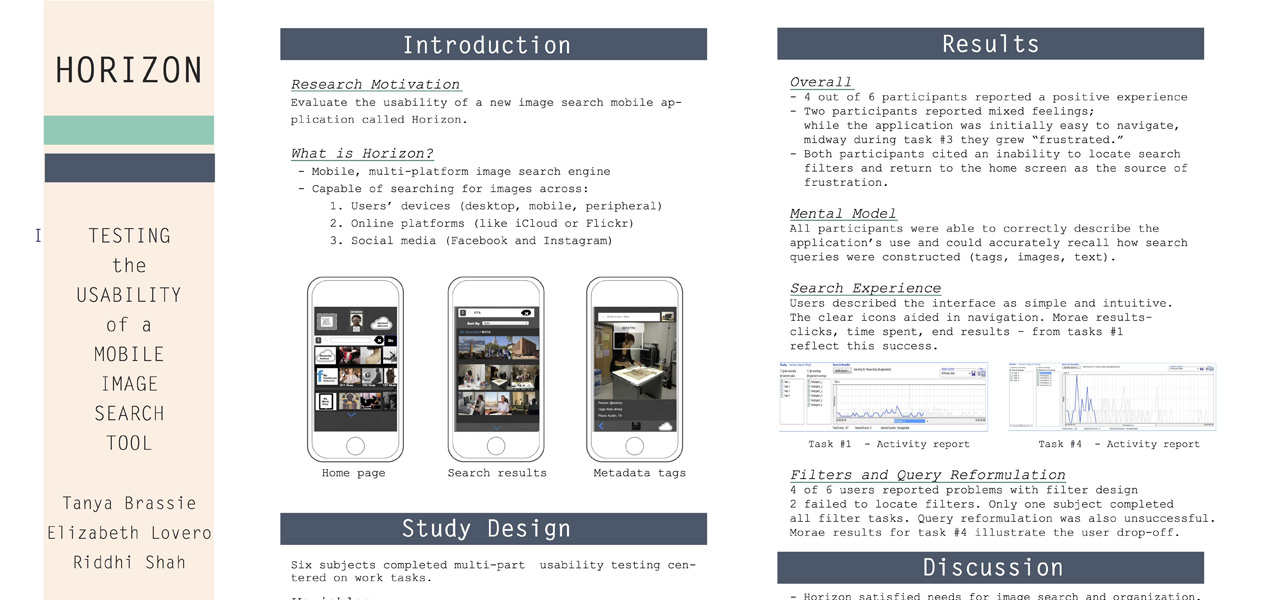 HORIZON
I
TESTING
the
USABILITY
of a
MOBILE
IMAGE
SEARCH
TOOL
Tanya Brassie
Elizabeth Lovero
Riddhi Shah
Introduction
Research Motivation
Evaluate the usability of a new image search mobile ap-
plication called Horizon.
What is Horizon?
- Mobile, multi-platform image search engine
- Capable of searching for images across:
1. Users' devices (desktop, mobile, peripheral)
2. Online platforms (like iCloud or Flickr)
3. Social media (Facebook and Instagram)
Home page
Search results
Metadata tags
Study Design
Six subjects completed multi-part usability testing cen-
tered on work tasks.
Results
Overall
- 4 out of 6 participants reported a positive experience
- Two participants reported mixed feelings;
while the application was initially easy to navigate,
midway during task #3 they grew "frustrated."
- Both participants cited an inability to locate search
filters and return to the home screen as the source of
frustration.
Mental Model
All participants were able to correctly describe the
application's use and could accurately recall how search
queries were constructed (tags, images, text).
Search Experience
Users described the interface as simple and intuitive.
The clear icons aided in navigation. Morae results-
clicks, time spent, end results – from tasks #1
reflect this success.
Task #1 - Activity report
Task #4 - Activity report
Filters and Query Reformulation
4 of 6 users reported problems with filter design
2 failed to locate filters. Only one subject completed
all filter tasks. Query reformulation was also unsuccessful.
Morae results for task #4 illustrate the user drop-off.
Discussion
- Horizon satisfied needs for image search and organization.